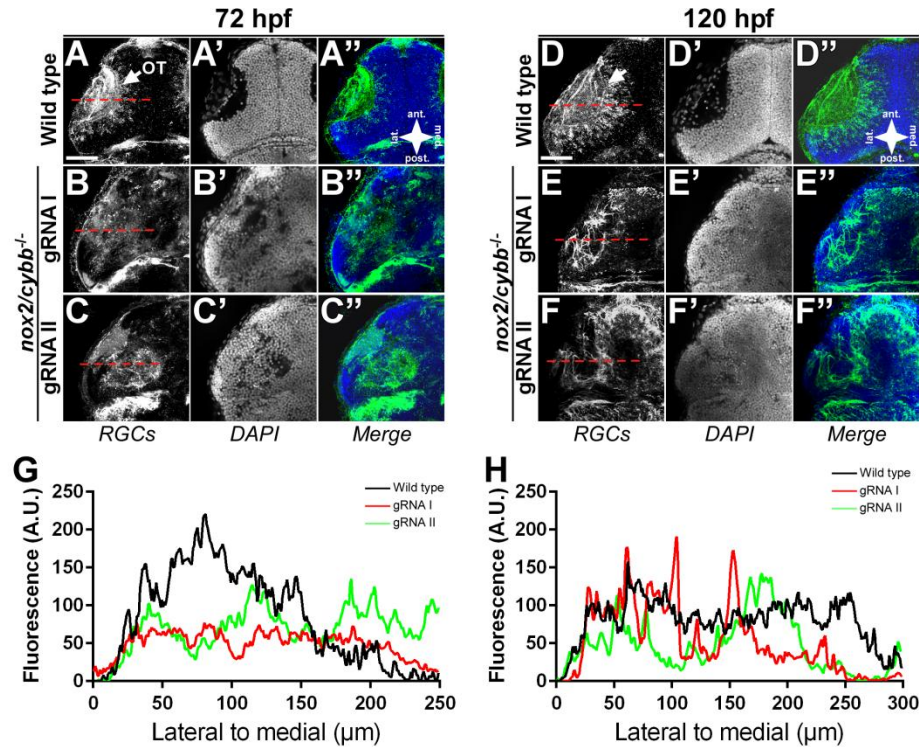 72 hpf
120 hpf
Wild type
A OT
A’
A’’
ant.
lat.
med.
post.
Wild type
D
D’
D’’
ant.
lat.
med.
post.
nox2/cybb-/-
gRNA I
B
B’
B’’
gRNA II
C
C’
C’’
RGCs
DAPI
Merge
nox2/cybb-/-
gRNA I
E
E’
E’’
gRNA II
F
F’
F’’
RGCs
DAPI
Merge
G
Wild type
gRNA I
gRNA II
Fluorescence (A.U.)
250
200
150
100
50
0
0 50 100 150 200 250
Lateral to medial (µm)
H
Wild type
gRNA I
gRNA II
Fluorescence (A.U.)
250
200
150
100
50
0
0 50 100 150 200 250 300
Lateral to medial (µm)